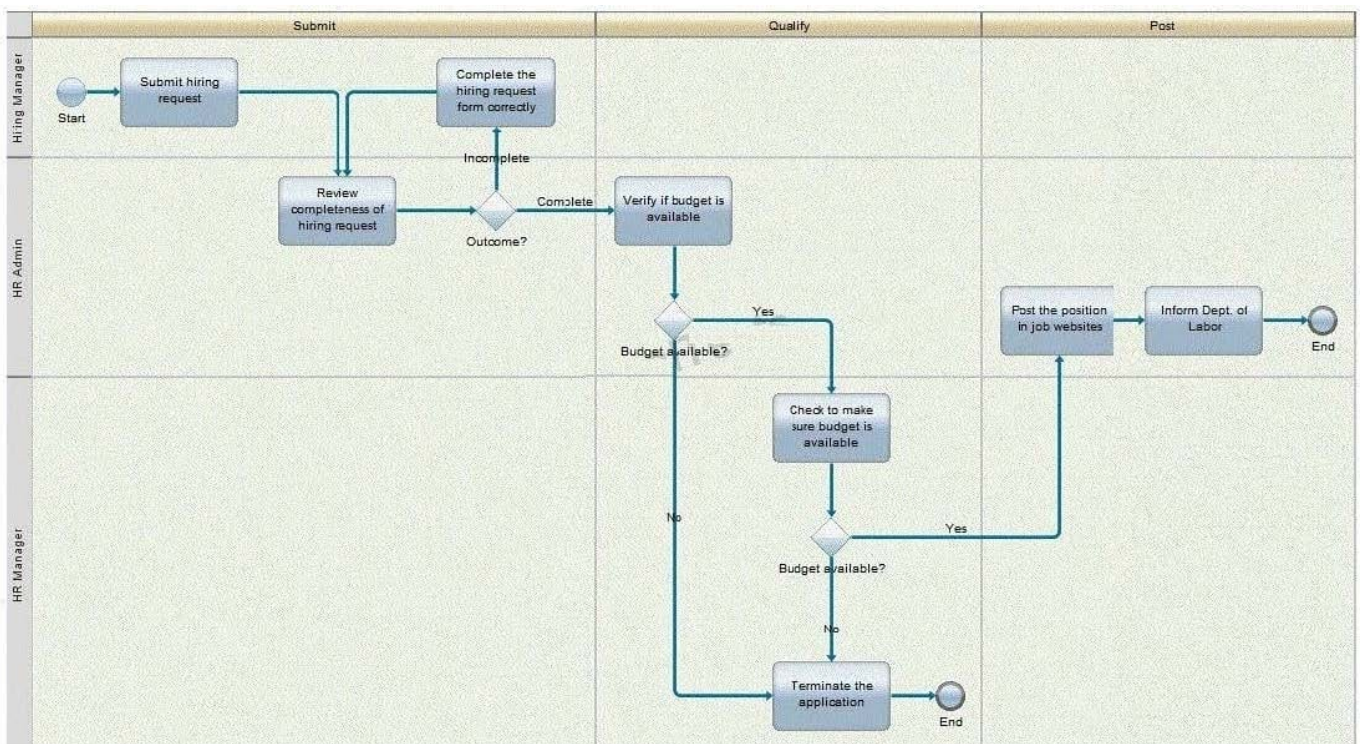 Submit
Qualify
Post
Hiring Manager
Start
Submit hiring
request
Complete the
hiring request
form correctly
Incomplete
HR Admin
Review
completeness of
hiring request
Outcome?
Complete
Verify if budget is
available
Yes
Budget available?
Post the position
in job websites
Inform Dept. of
Labor
End
HR Manager
Check to make
sure budget is
available
No
Yes
Budget available?
No
Terminate the
application
End